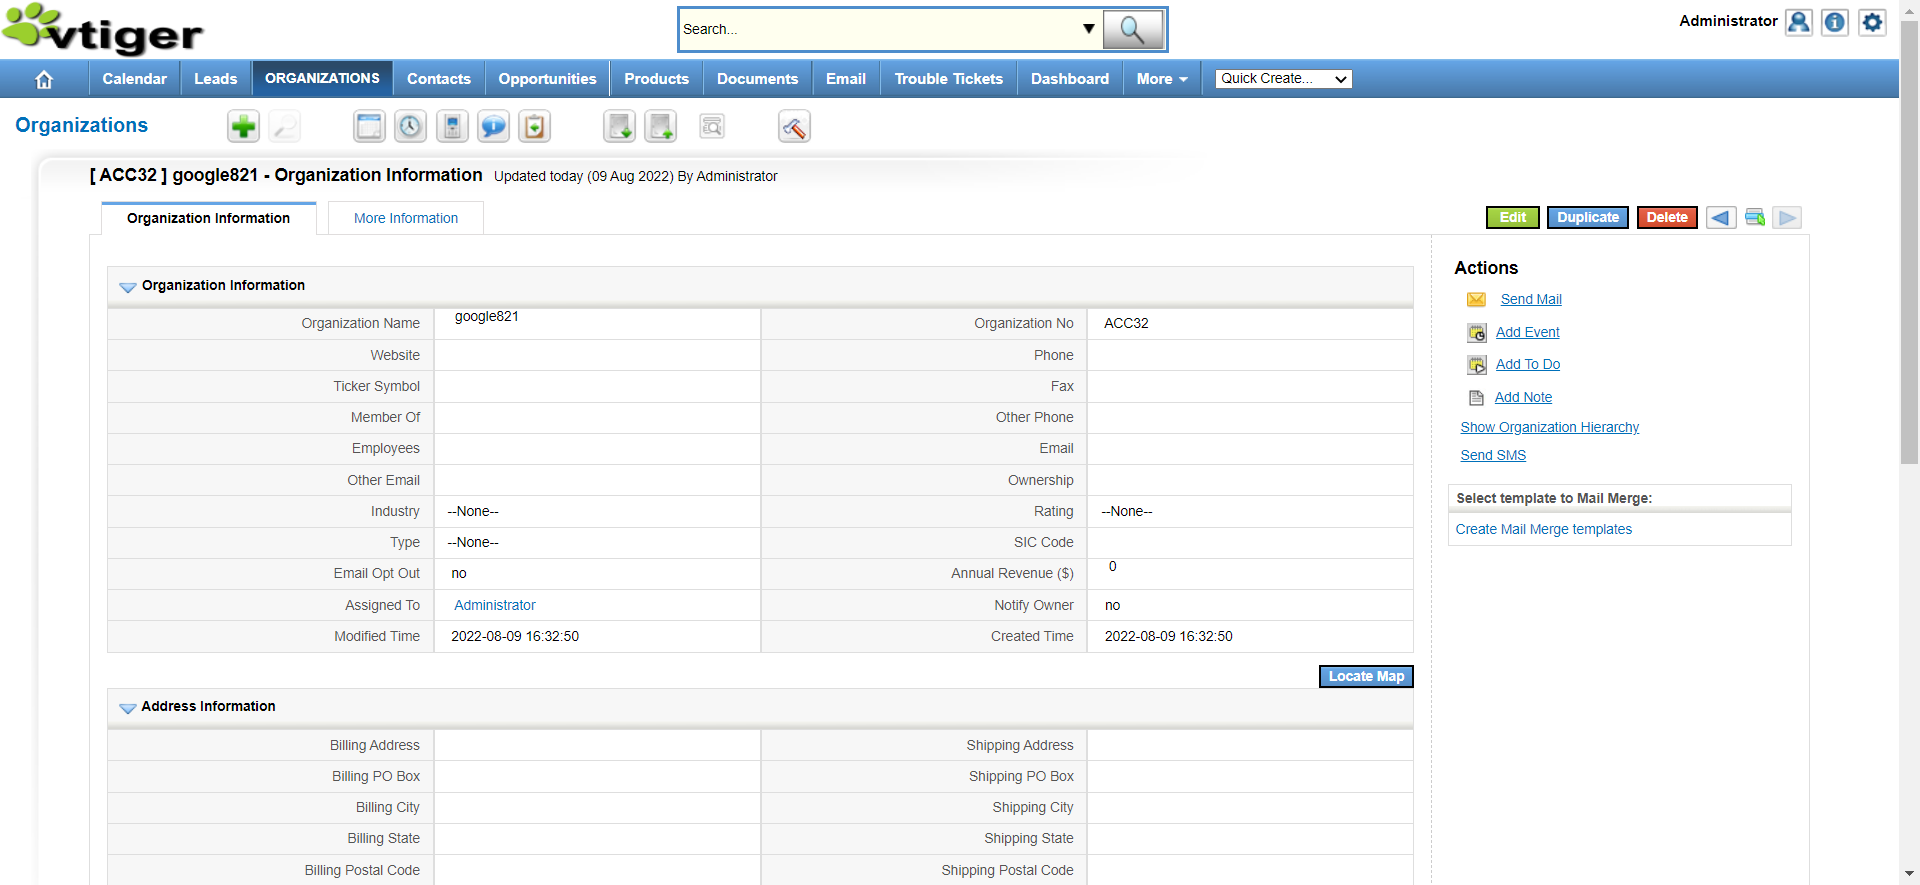 vtiger
Search...
Administrator
Calendar Leads ORGANIZATIONS Contacts Opportunities Products Documents Email Trouble Tickets Dashboard More Quick Create...
Organizations
[ ACC32 ] google821 - Organization Information Updated today (09 Aug 2022) By Administrator
Organization Information More Information
Edit Duplicate Delete
Organization Information
Organization Name google821 Organization No ACC32
Website Phone
Ticker Symbol Fax
Member Of Other Phone
Employees Email
Other Email Ownership
Industry --None-- Rating --None--
Type --None-- SIC Code
Email Opt Out no Annual Revenue ($) 0
Assigned To Administrator Notify Owner no
Modified Time 2022-08-09 16:32:50 Created Time 2022-08-09 16:32:50
Locate Map
Address Information
Billing Address Shipping Address
Billing PO Box Shipping PO Box
Billing City Shipping City
Billing State Shipping State
Billing Postal Code Shipping Postal Code
Actions
Send Mail
Add Event
Add To Do
Add Note
Show Organization Hierarchy
Send SMS
Select template to Mail Merge:
Create Mail Merge templates